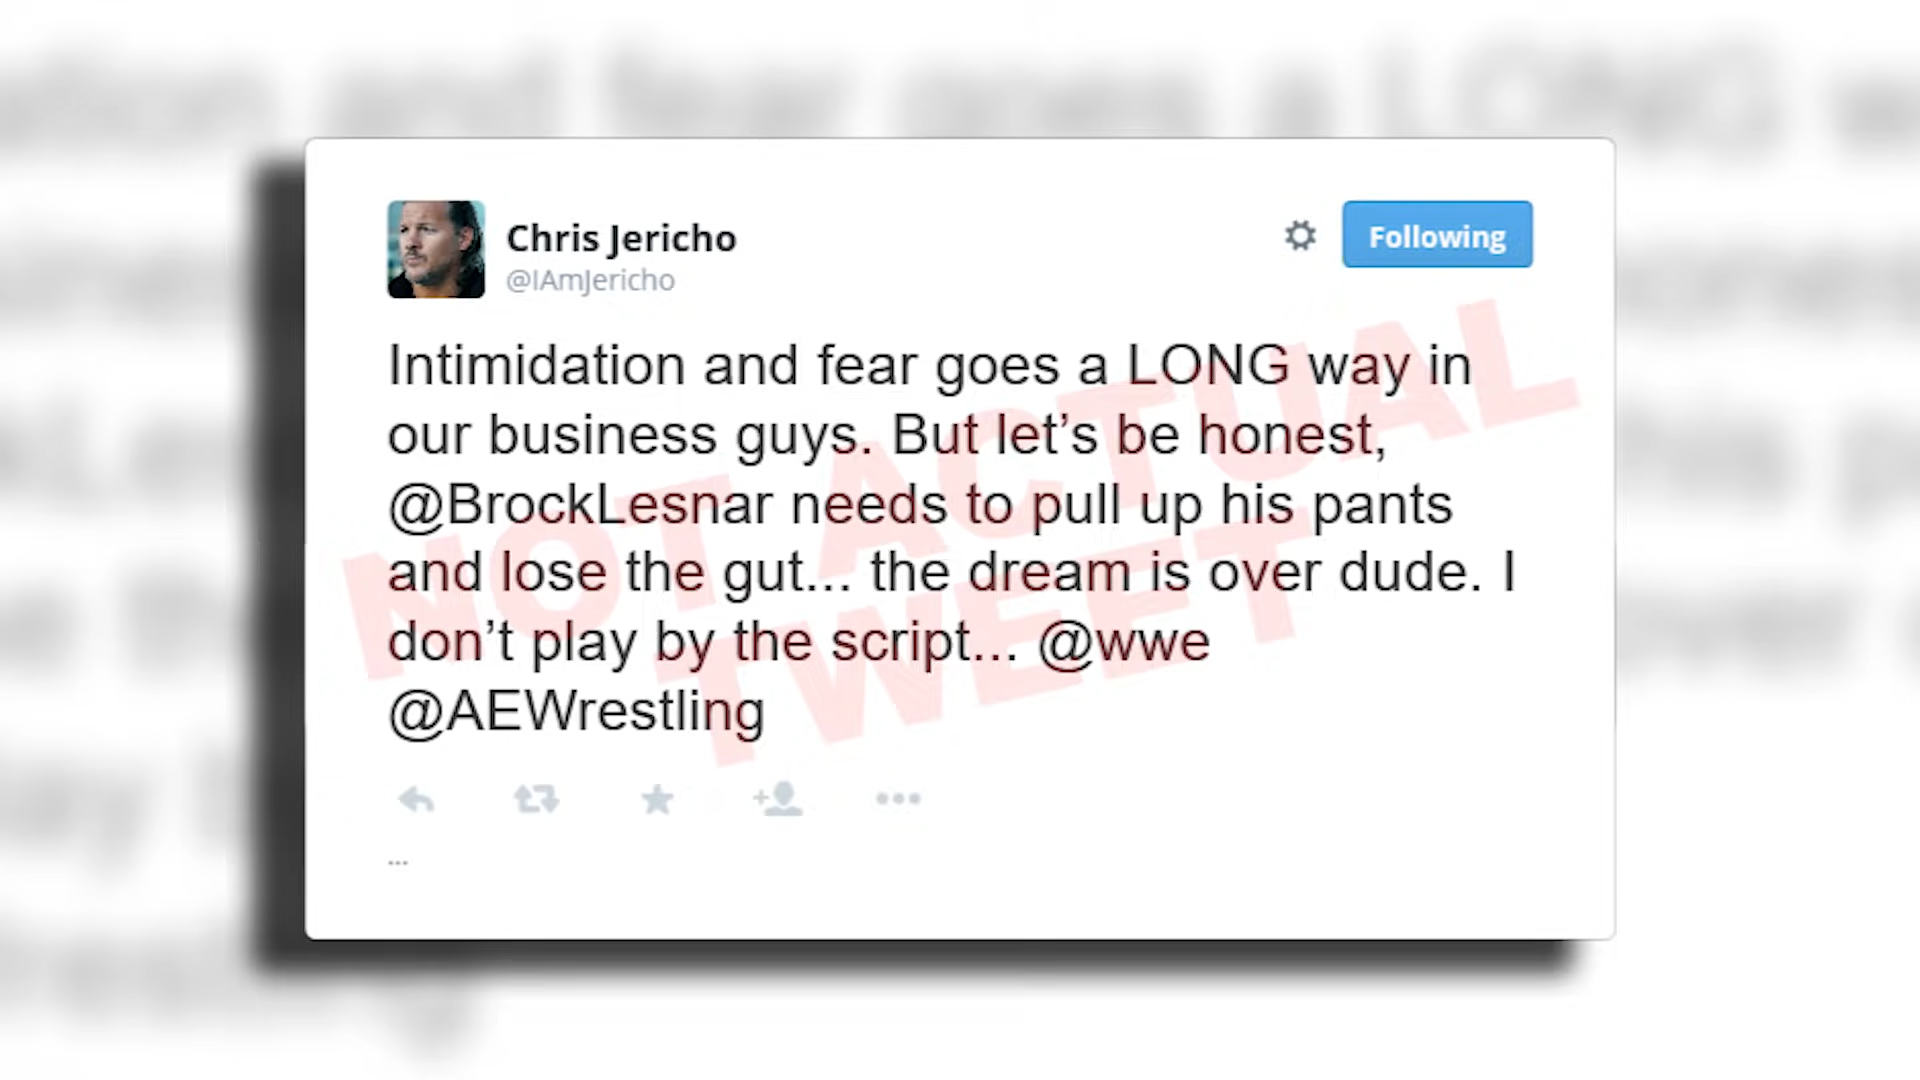 Chris Jericho
@IAmJericho
Following
Intimidation and fear goes a LONG way in
our business guys. But let’s be honest,
@BrockLesnar needs to pull up his pants
and lose the gut... the dream is over dude. I
don’t play by the script... @wwe
@AEWrestling
NOT ACTUAL
TWEET
...